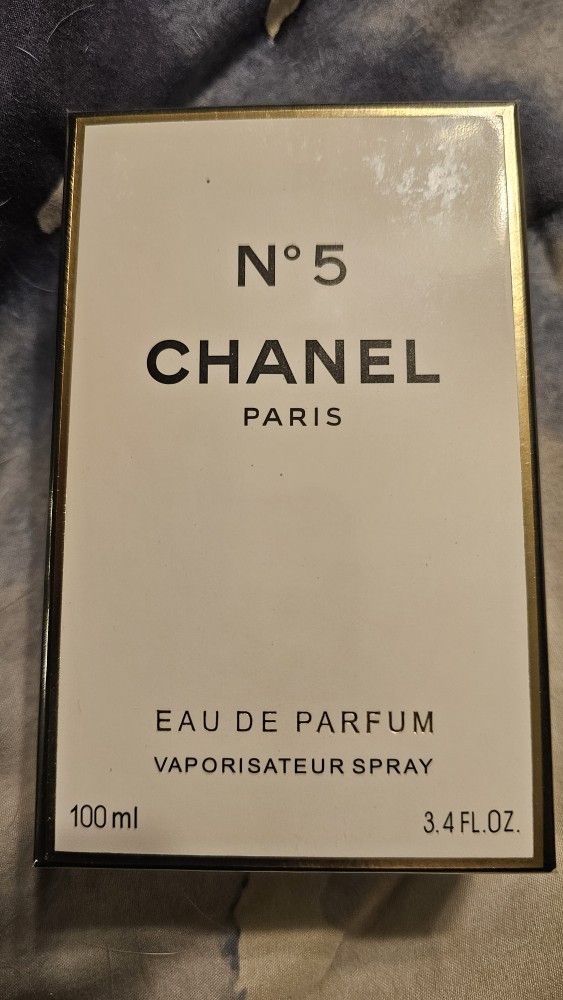 N°5
CHANEL
PARIS
EAU DE PARFUM
VAPORISATEUR SPRAY
100 ml
3.4 FL.OZ.